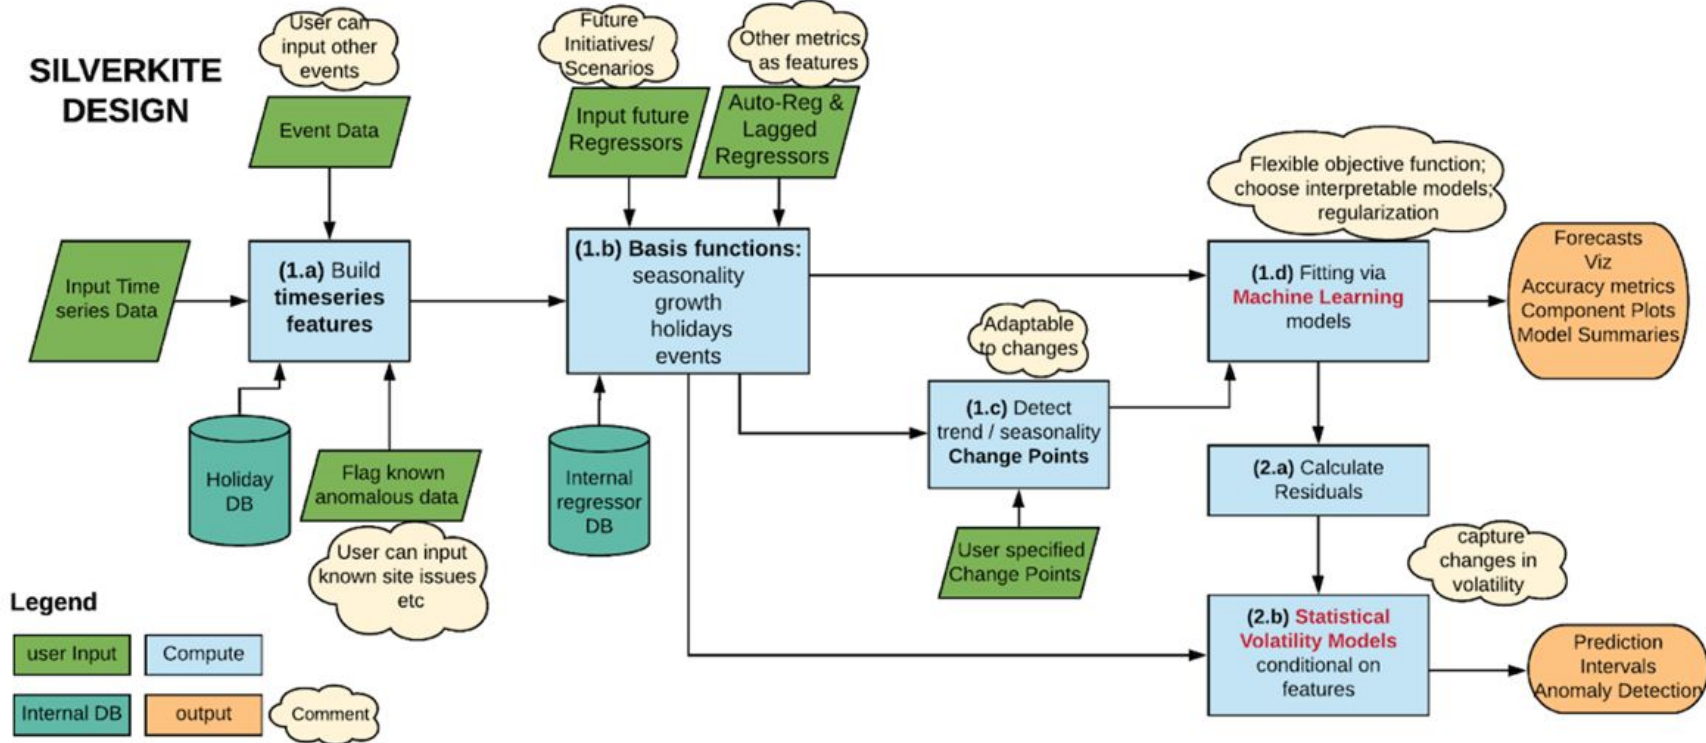 SILVERKITE
DESIGN
User can
input other
events
Event Data
Input Time
series Data
(1.a) Build
timeseries
features
Holiday
DB
Flag known
anomalous data
User can input
known site issues
etc
Future
Initiatives/
Scenarios
Input future
Regressors
Other metrics
as features
Auto-Reg &
Lagged
Regressors
(1.b) Basis functions:
seasonality
growth
holidays
events
Internal
regressor
DB
Adaptable
to changes
(1.c) Detect
trend / seasonality
Change Points
User specified
Change Points
Flexible objective function;
choose interpretable models;
regularization
(1.d) Fitting via
Machine Learning
models
Forecasts
Viz
Accuracy metrics
Component Plots
Model Summaries
(2.a) Calculate
Residuals
capture
changes in
volatility
(2.b) Statistical
Volatility Models
conditional on
features
Prediction
Intervals
Anomaly Detection
Legend
user Input
Compute
Internal DB
output
Comment